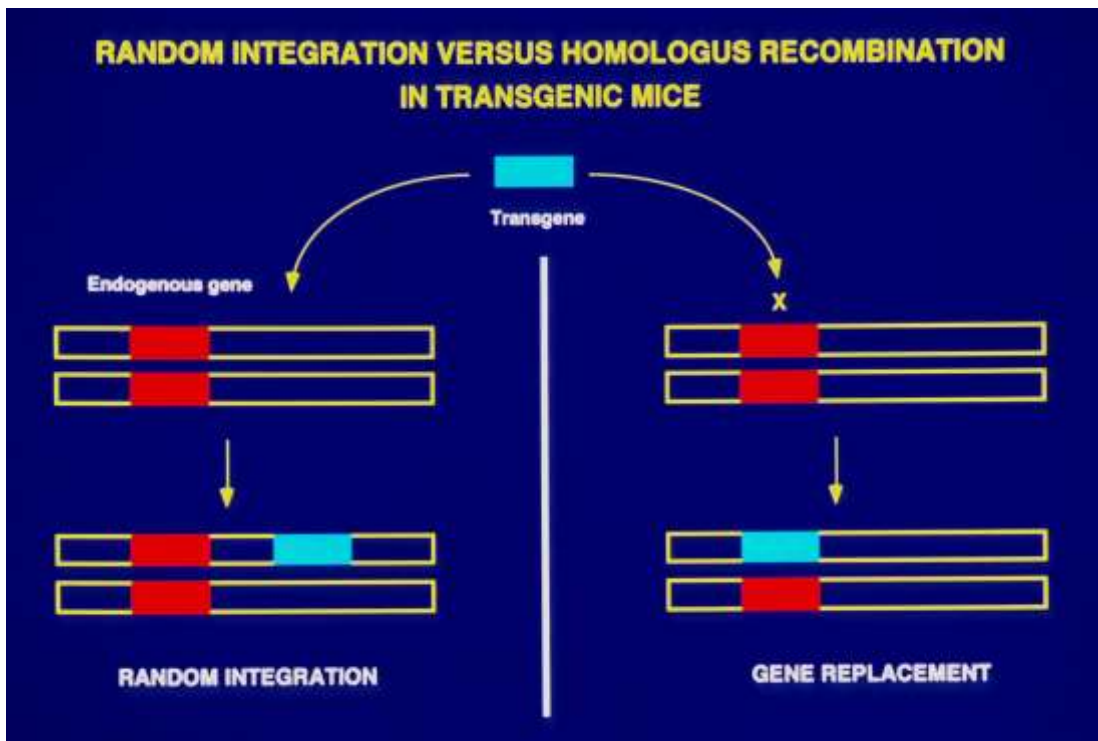 RANDOM INTEGRATION VERSUS HOMOLOGUS RECOMBINATION
IN TRANSGENIC MICE
Transgene
Endogenous gene
X
RANDOM INTEGRATION
GENE REPLACEMENT